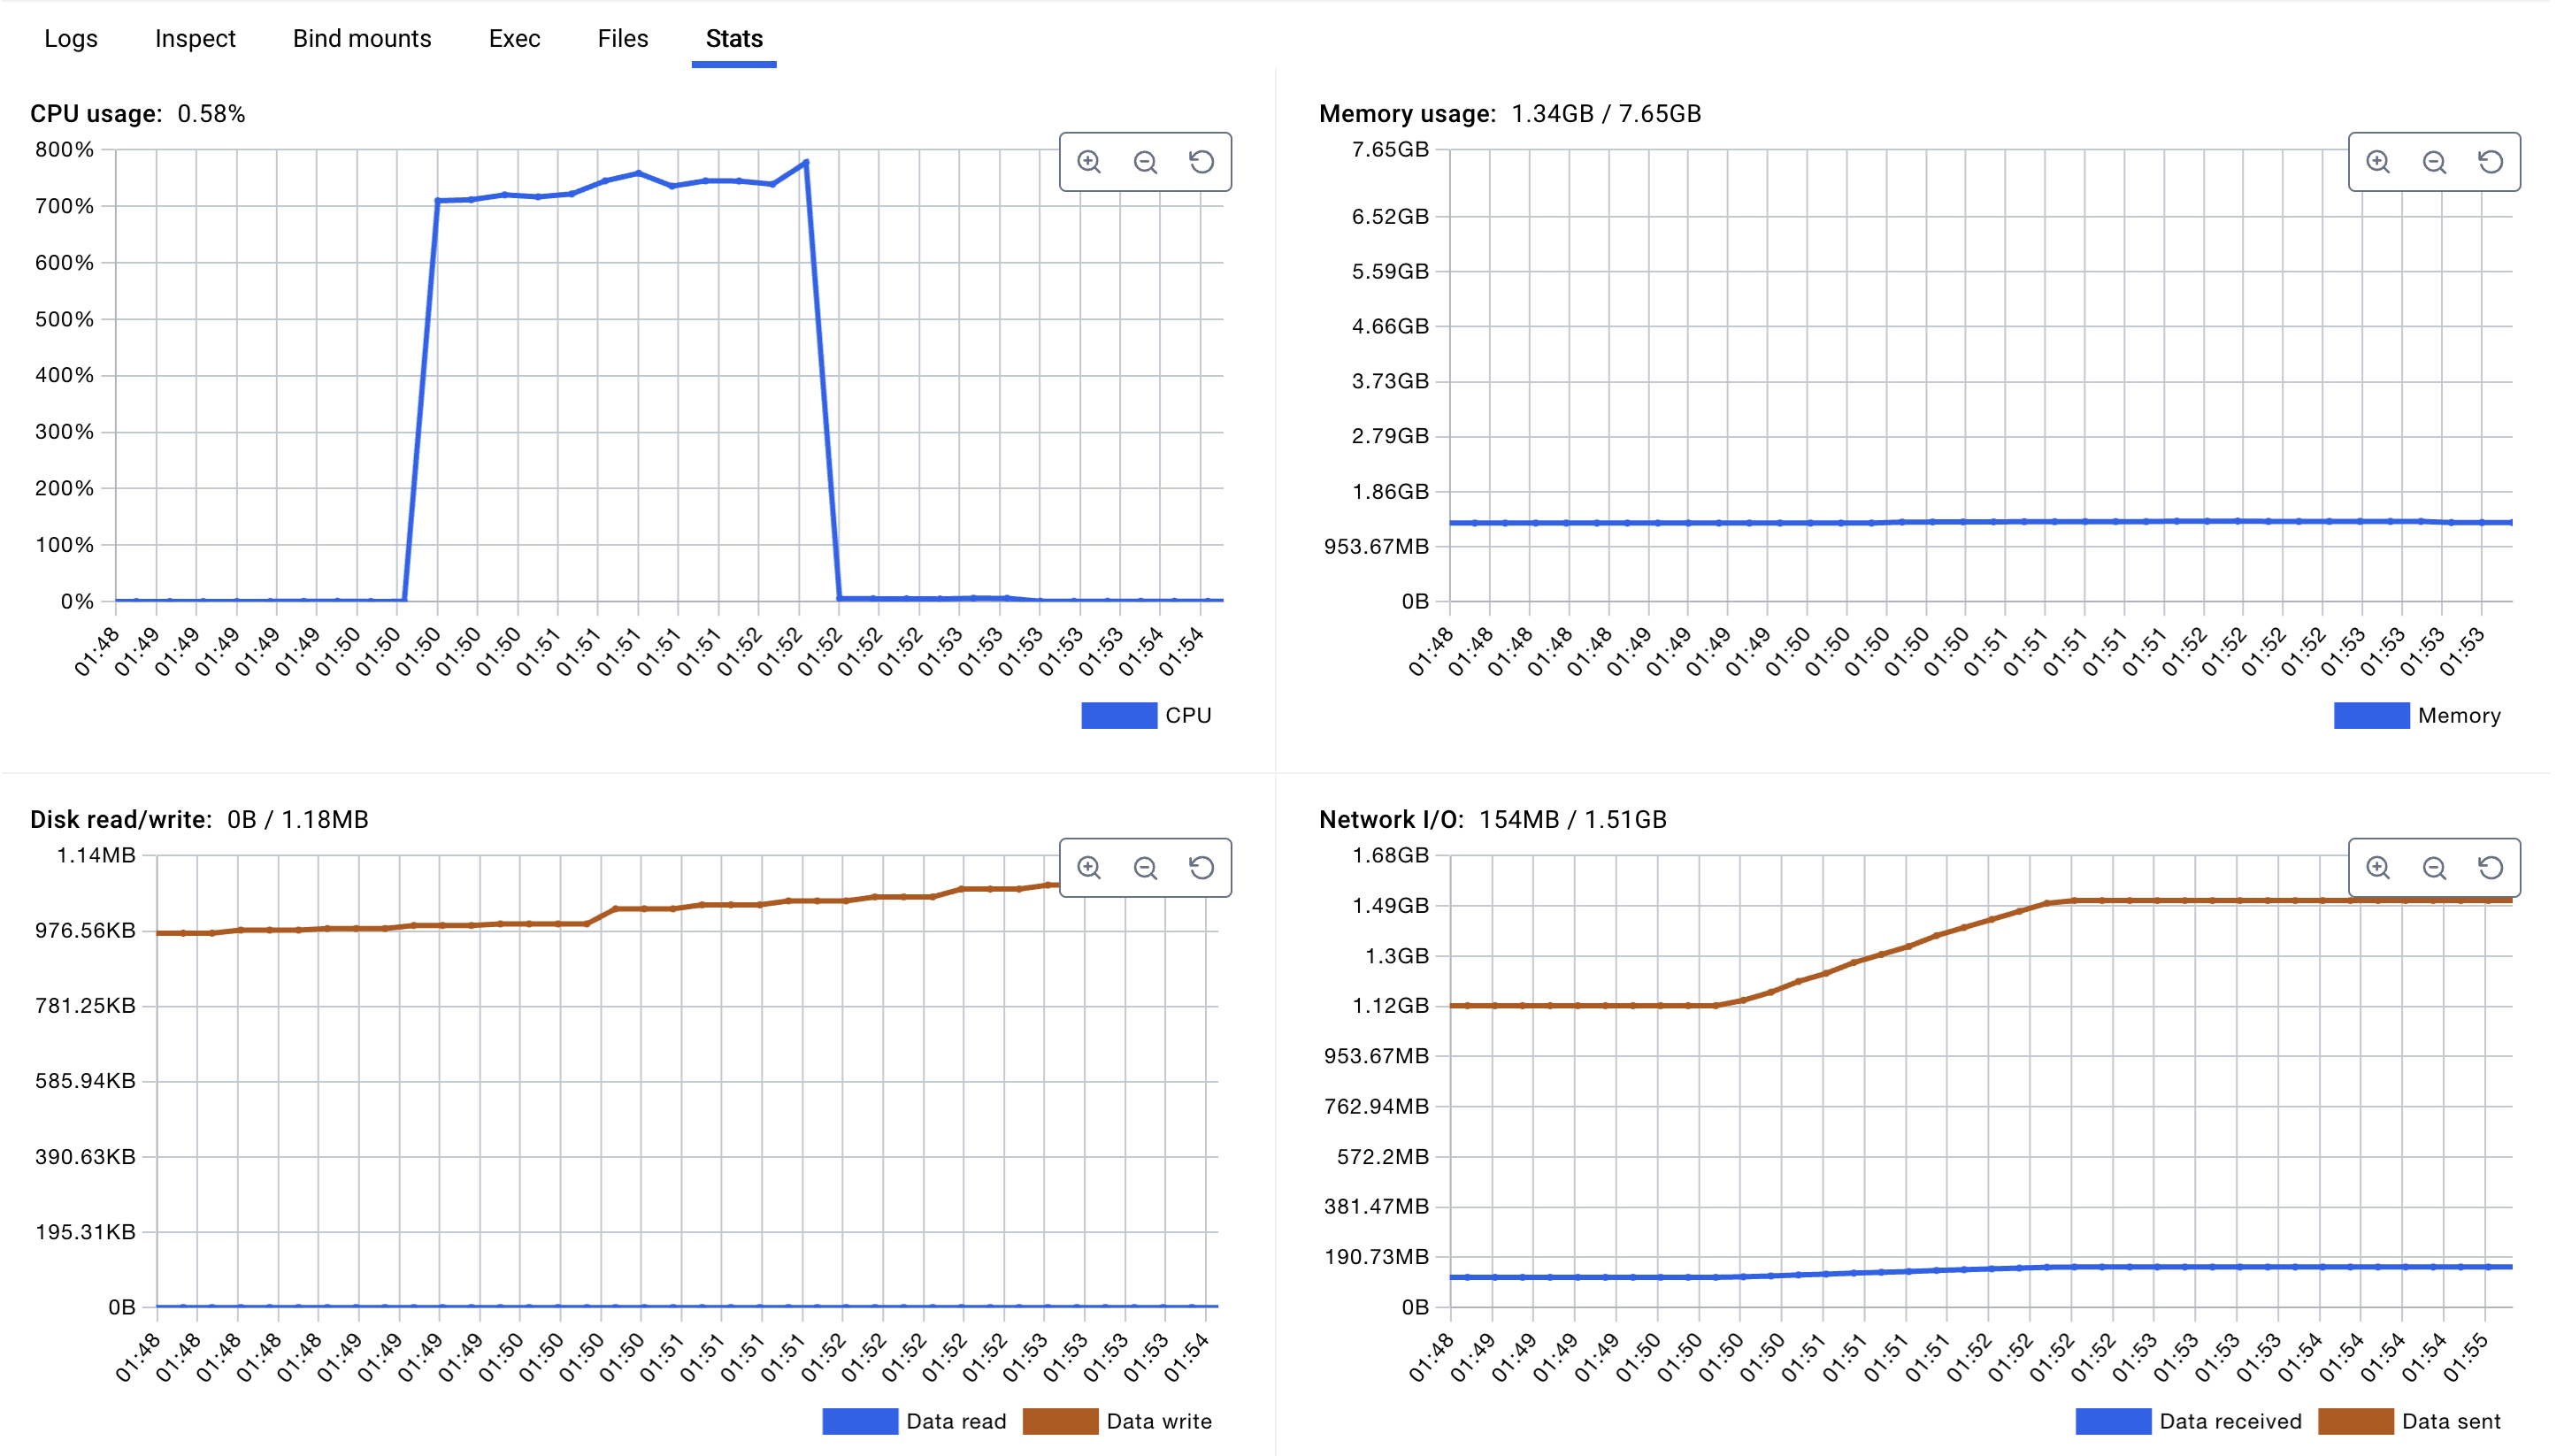 Logs Inspect Bind mounts Exec Files Stats
CPU usage: 0.58%
800%
700%
600%
500%
400%
300%
200%
100%
0%
01:48 01:49 01:49 01:49 01:49 01:49 01:50 01:50 01:50 01:50 01:50 01:51 01:51 01:51 01:51 01:51 01:52 01:52 01:52 01:52 01:52 01:53 01:53 01:53 01:53 01:53 01:54 01:54
CPU
Memory usage: 1.34GB / 7.65GB
7.65GB
6.52GB
5.59GB
4.66GB
3.73GB
2.79GB
1.86GB
953.67MB
0B
01:48 01:48 01:48 01:48 01:48 01:49 01:49 01:49 01:49 01:50 01:50 01:50 01:50 01:50 01:51 01:51 01:51 01:51 01:51 01:52 01:52 01:52 01:52 01:53 01:53 01:53 01:53
Memory
Disk read/write: 0B / 1.18MB
1.14MB
976.56KB
781.25KB
585.94KB
390.63KB
195.31KB
0B
01:48 01:48 01:48 01:48 01:48 01:49 01:49 01:49 01:49 01:50 01:50 01:50 01:50 01:51 01:51 01:51 01:51 01:52 01:52 01:52 01:52 01:52 01:53 01:53 01:53 01:53 01:54
Data read Data write
Network I/O: 154MB / 1.51GB
1.68GB
1.49GB
1.3GB
1.12GB
953.67MB
762.94MB
572.2MB
381.47MB
190.73MB
0B
01:48 01:49 01:49 01:49 01:49 01:50 01:50 01:50 01:50 01:51 01:51 01:51 01:51 01:52 01:52 01:52 01:52 01:53 01:53 01:53 01:53 01:54 01:54 01:54 01:54 01:55
Data received Data sent